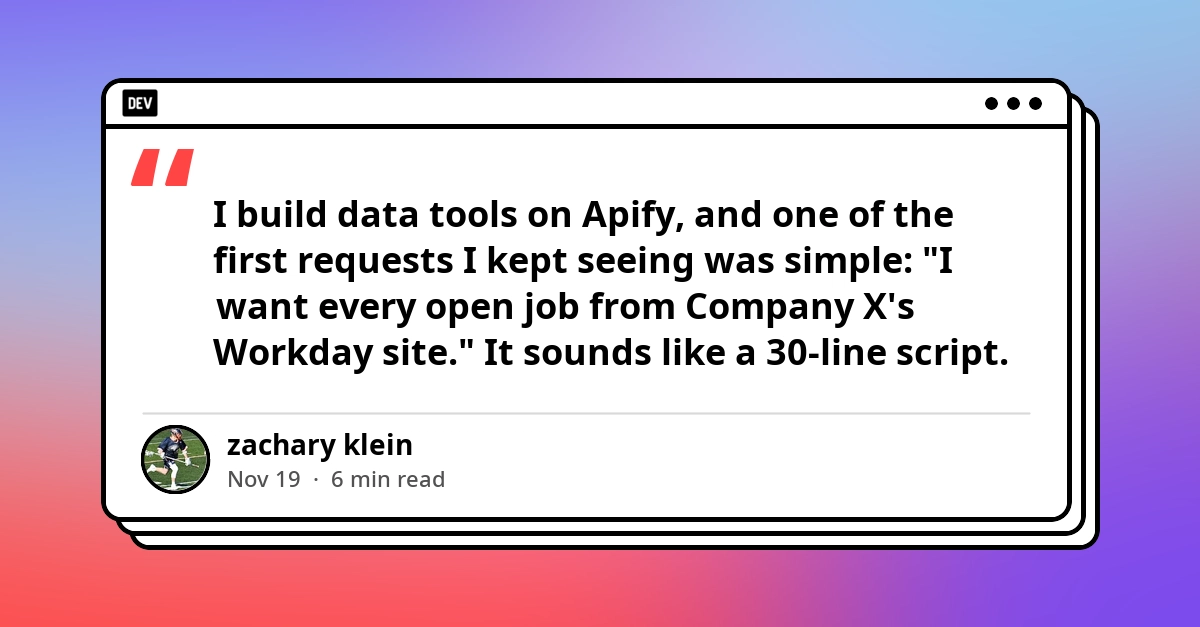 DEV
“
I build data tools on Apify, and one of the
first requests I kept seeing was simple: "I
want every open job from Company X's
Workday site." It sounds like a 30-line script.
zachary klein
Nov 19 · 6 min read